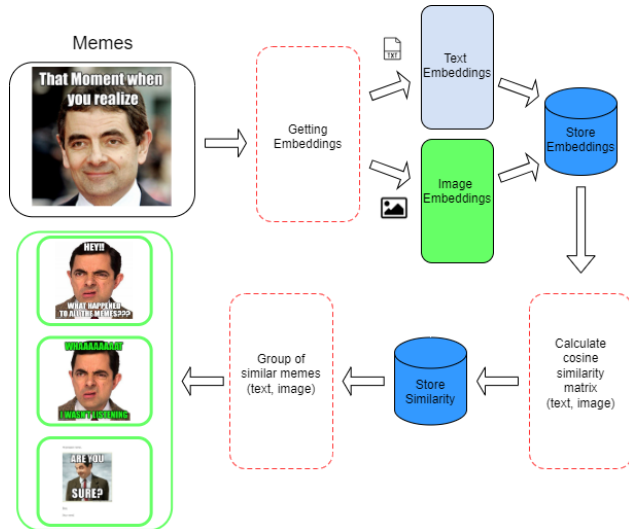 Memes
That Moment when
you realize
Getting
Embeddings
TXT
Text
Embeddings
Image
Embeddings
Store
Embeddings
Calculate
cosine
similarity
matrix
(text, image)
Store
Similarity
Group of
similar memes
(text, image)
HEY!!
WHAT HAPPENED
TO ALL THE MEMES???
WHAAAAAAAAT
I WASN'T LISTENING
ARE YOU
SURE?